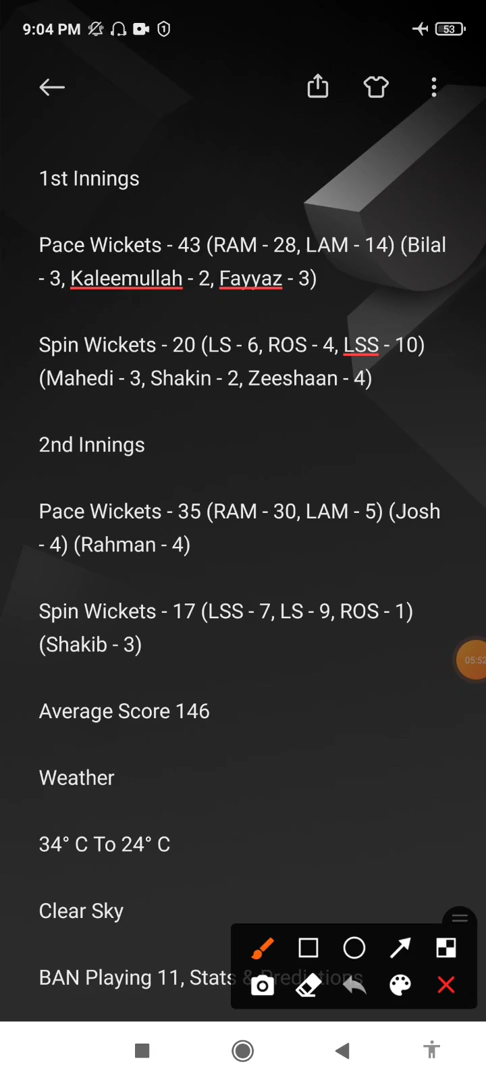 9:04 PM
53
1st Innings
Pace Wickets - 43 (RAM - 28, LAM - 14) (Bilal
- 3, Kaleemullah - 2, Fayyaz - 3)
Spin Wickets - 20 (LS - 6, ROS - 4, LSS - 10)
(Mahedi - 3, Shakin - 2, Zeeshaan - 4)
2nd Innings
Pace Wickets - 35 (RAM - 30, LAM - 5) (Josh
- 4) (Rahman - 4)
Spin Wickets - 17 (LSS - 7, LS - 9, ROS - 1)
(Shakib - 3)
05:52
Average Score 146
Weather
34° C To 24° C
Clear Sky
BAN Playing 11, Stats & Predictions